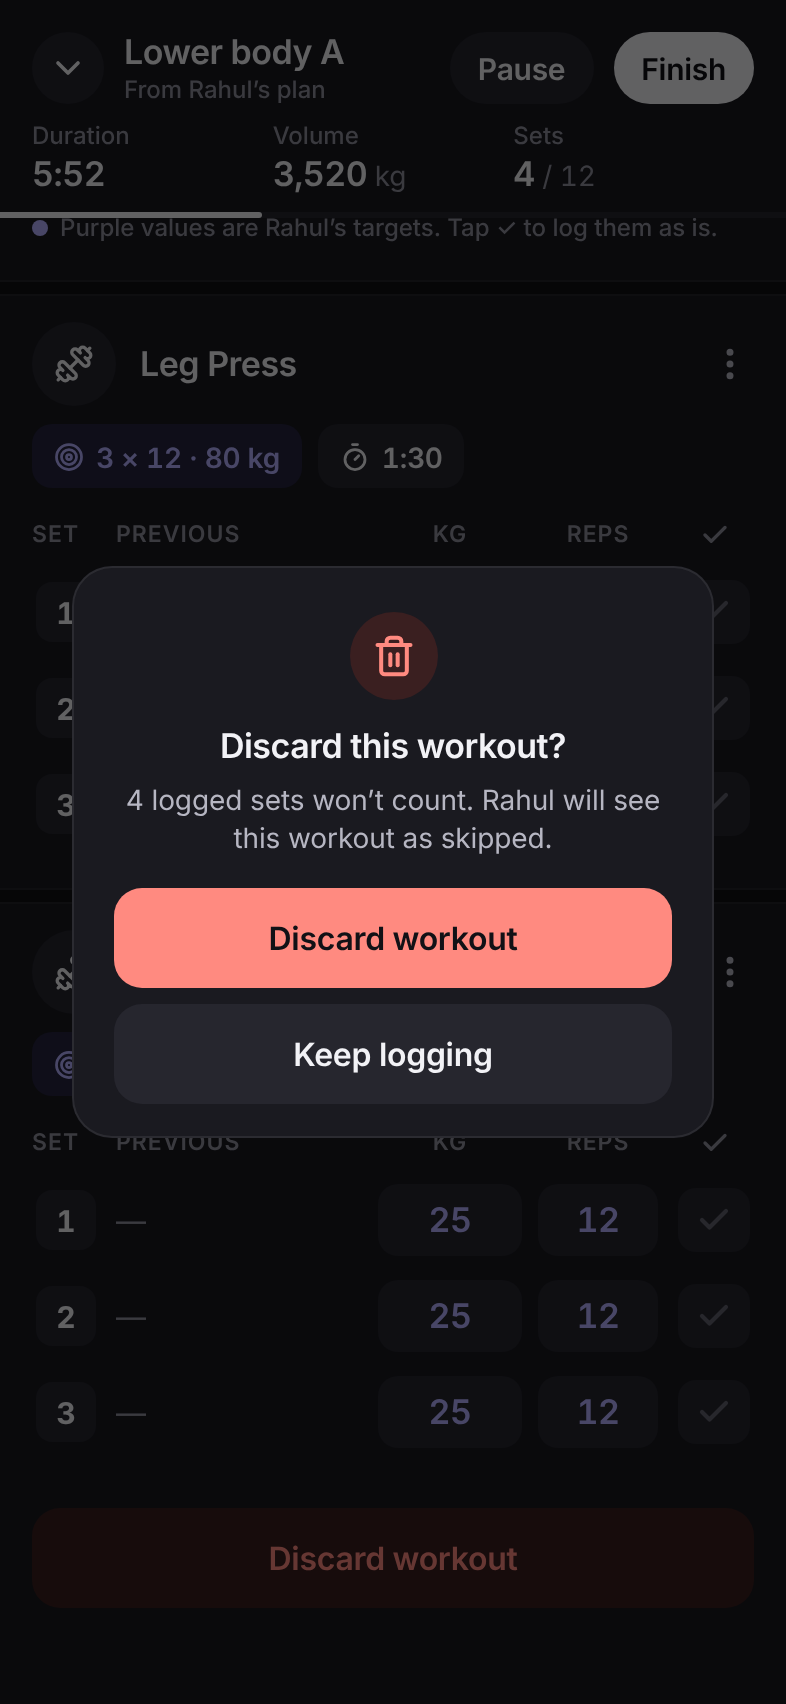 Lower body A
From Rahul’s plan
Pause
Finish
Duration
Volume
Sets
5:52
3,520 kg
4 / 12
Purple values are Rahul’s targets. Tap ✓ to log them as is.
Leg Press
3 × 12 · 80 kg
1:30
SET PREVIOUS KG REPS ✓
1
2
3
Discard this workout?
4 logged sets won’t count. Rahul will see
this workout as skipped.
Discard workout
Keep logging
SET PREVIOUS KG REPS ✓
1 — 25 12
2 — 25 12
3 — 25 12
Discard workout